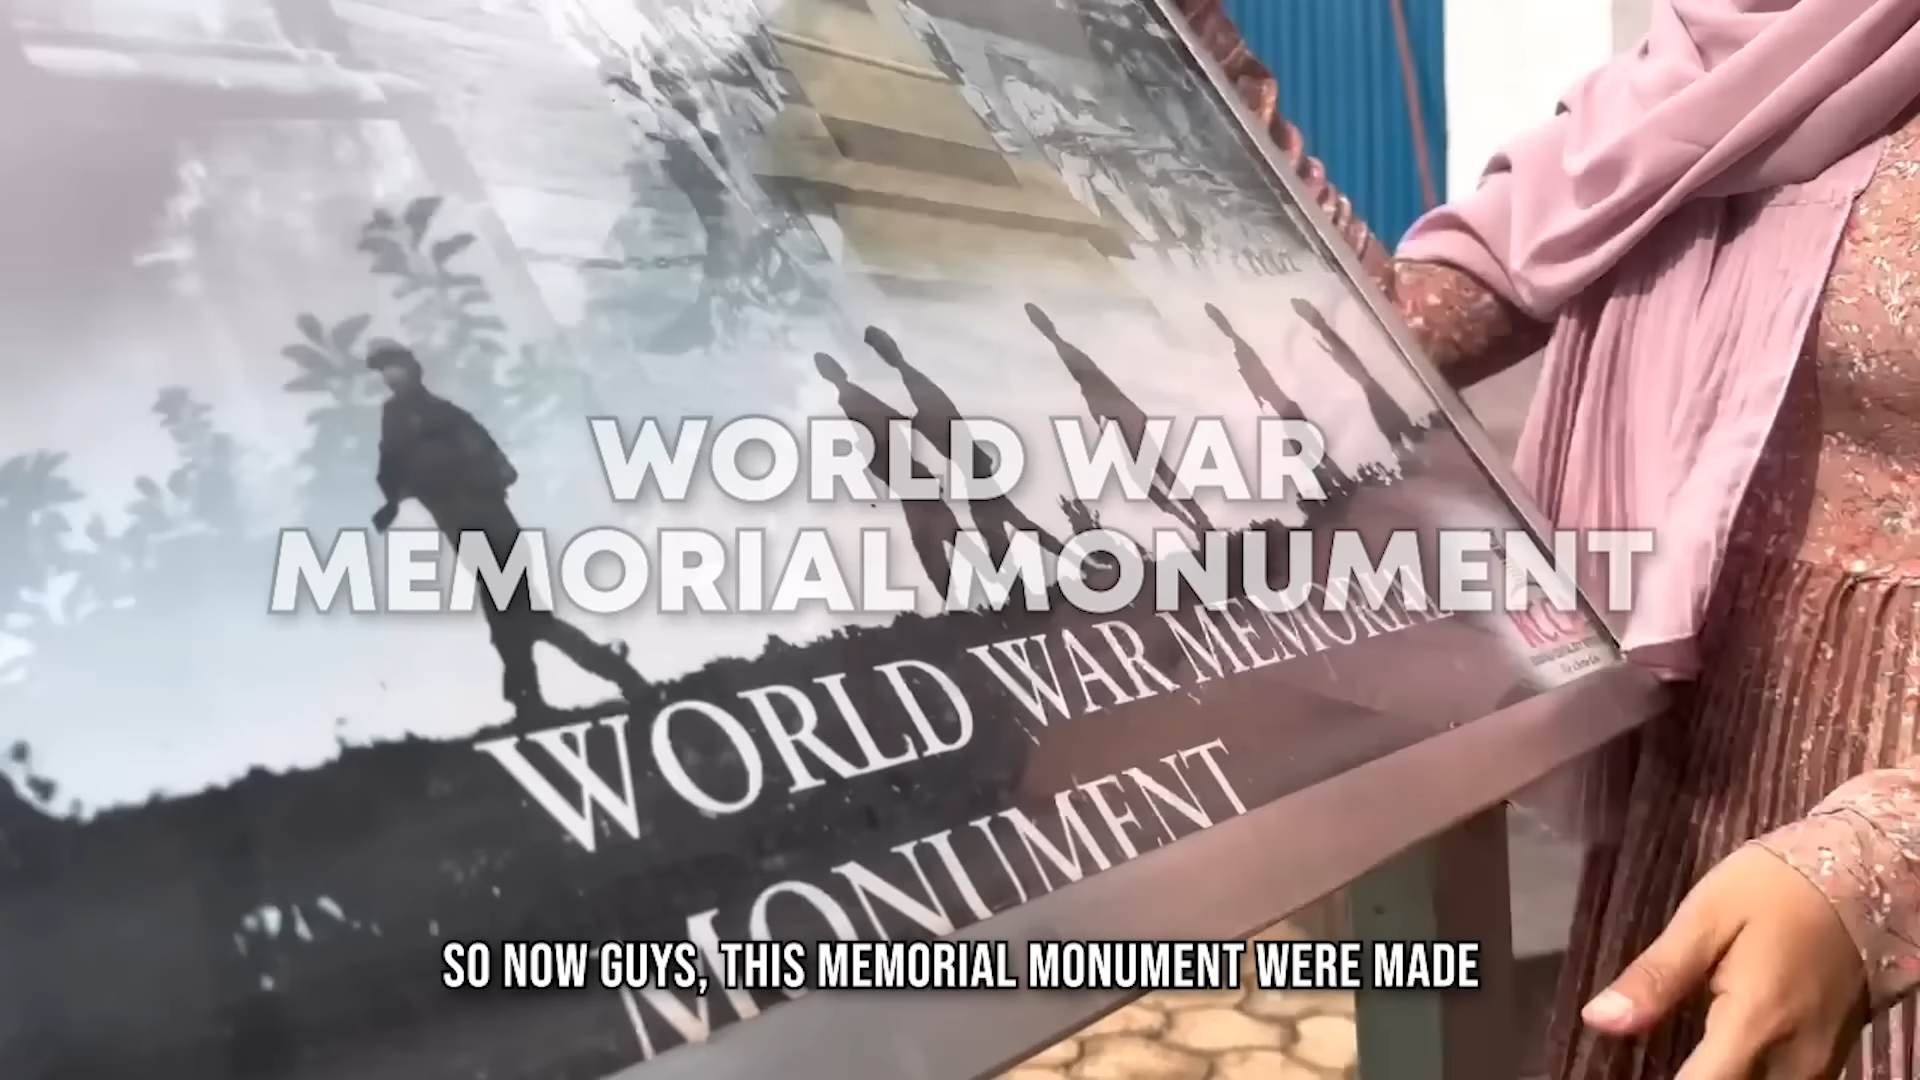 WORLD WAR
MEMORIAL MONUMENT
WORLD WAR MEMORIAL
MONUMENT
SO NOW GUYS, THIS MEMORIAL MONUMENT WERE MADE